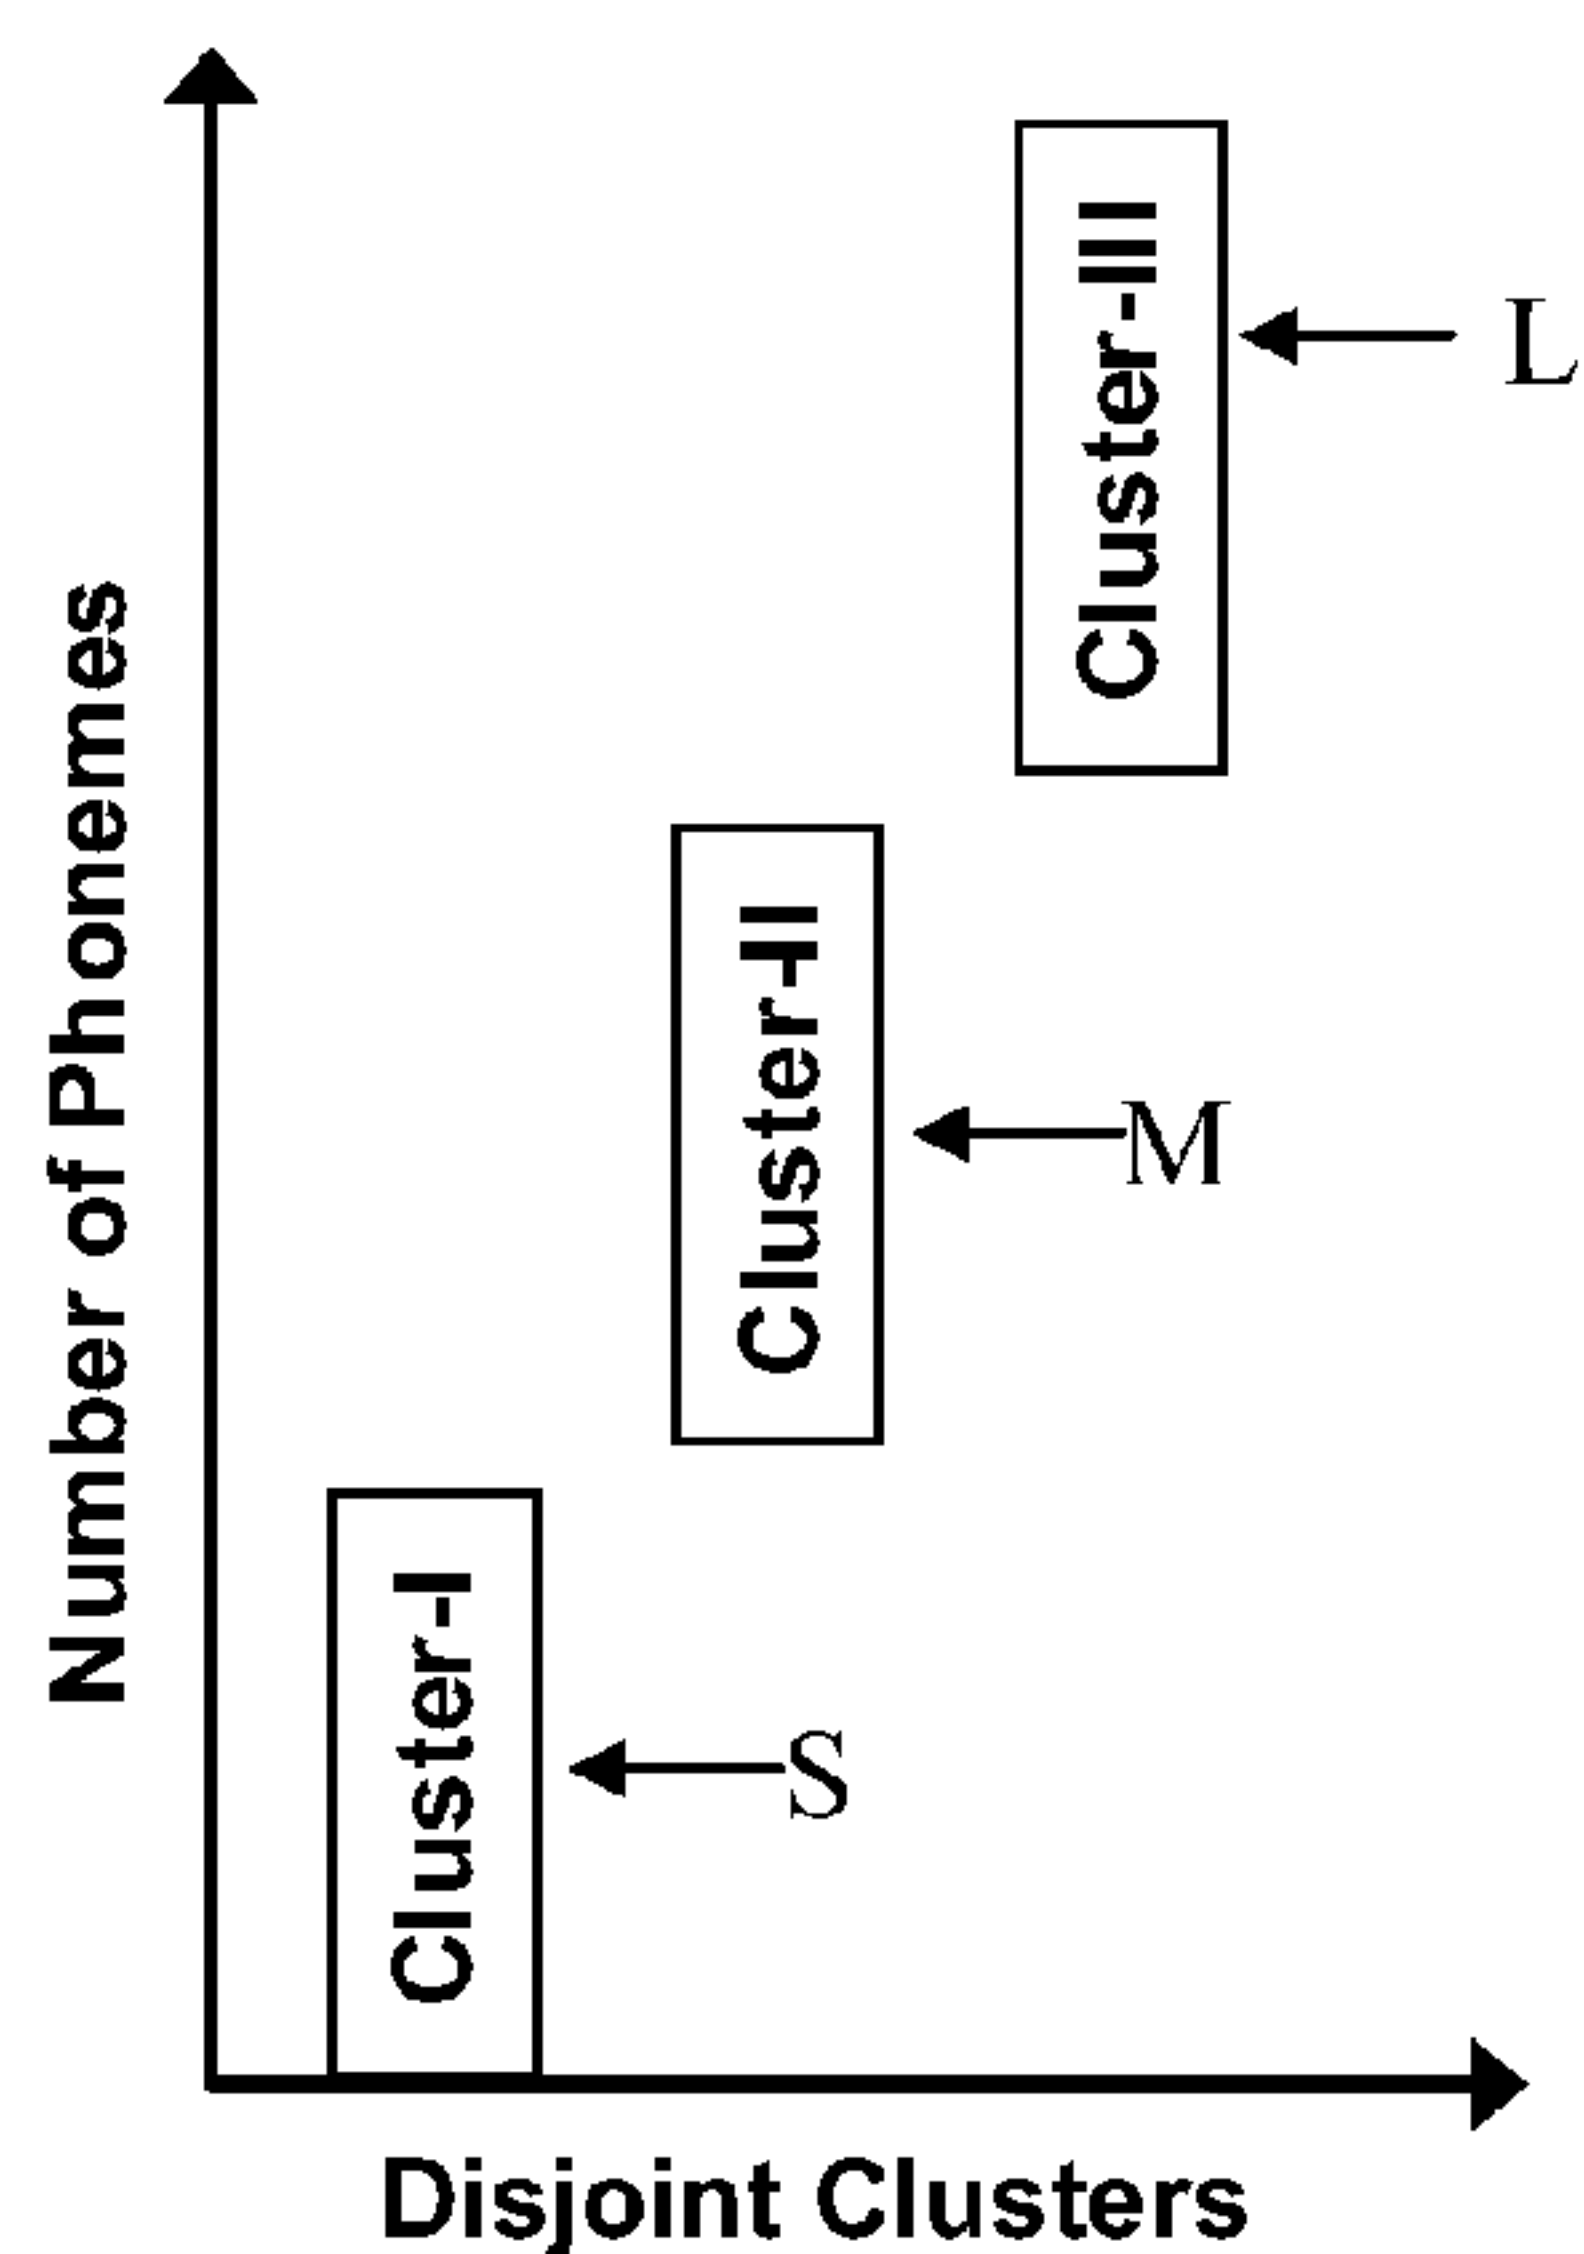 Number of Phonemes
Cluster-III
L
Cluster-II
M
Cluster-I
S
Disjoint Clusters